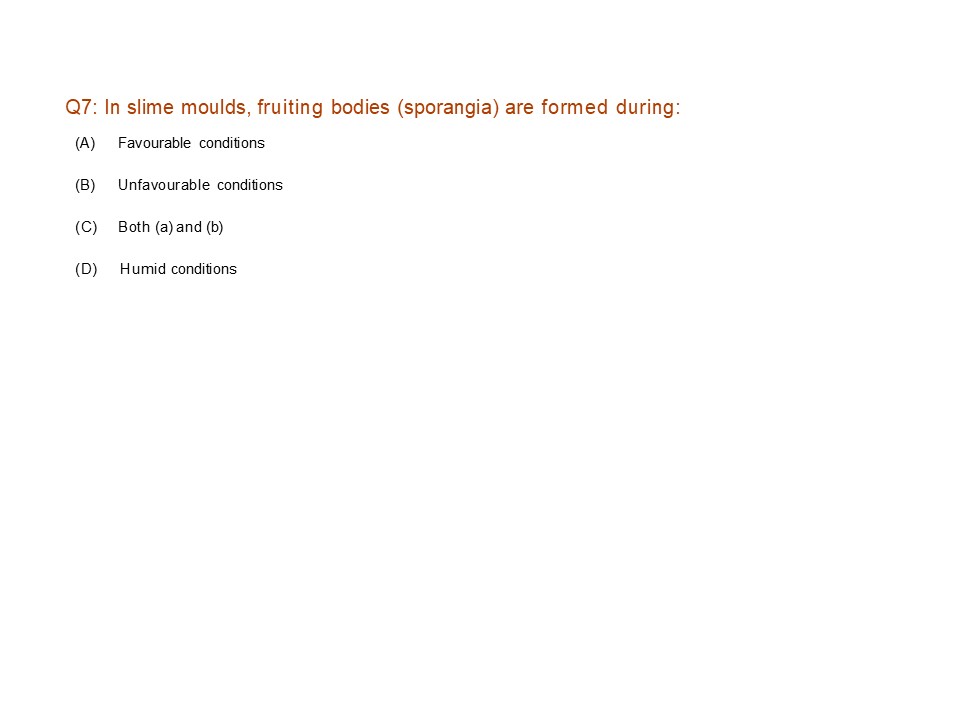 Q7: In slime moulds, fruiting bodies (sporangia) are formed during:
(A) Favourable conditions
(B) Unfavourable conditions
(C) Both (a) and (b)
(D) Humid conditions